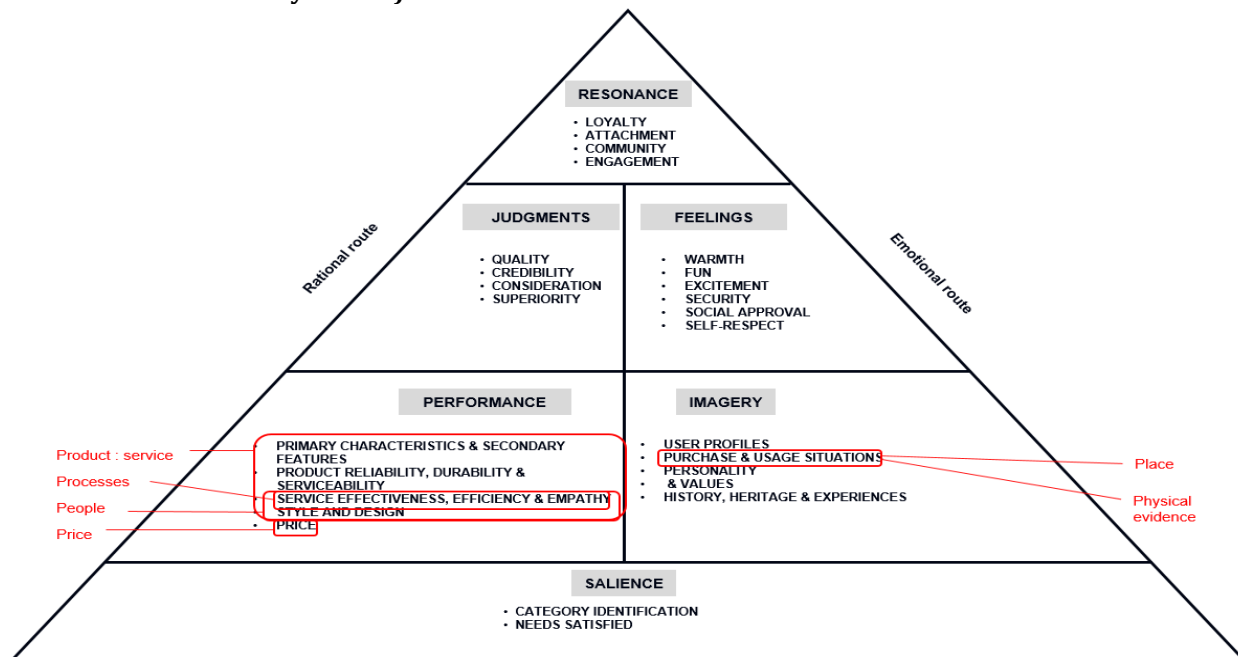 RESONANCE
• LOYALTY
• ATTACHMENT
• COMMUNITY
• ENGAGEMENT
Rational route
JUDGMENTS
• QUALITY
• CREDIBILITY
• CONSIDERATION
• SUPERIORITY
FEELINGS
• WARMTH
• FUN
• EXCITEMENT
• SECURITY
• SOCIAL APPROVAL
• SELF-RESPECT
Emotional route
PERFORMANCE
• PRIMARY CHARACTERISTICS & SECONDARY
FEATURES
• PRODUCT RELIABILITY, DURABILITY &
SERVICEABILITY
• SERVICE EFFECTIVENESS, EFFICIENCY & EMPATHY
• STYLE AND DESIGN
• PRICE
Product : service
Processes
People
Price
IMAGERY
• USER PROFILES
• PURCHASE & USAGE SITUATIONS
• PERSONALITY
• & VALUES
• HISTORY, HERITAGE & EXPERIENCES
Place
Physical
evidence
SALIENCE
• CATEGORY IDENTIFICATION
• NEEDS SATISFIED